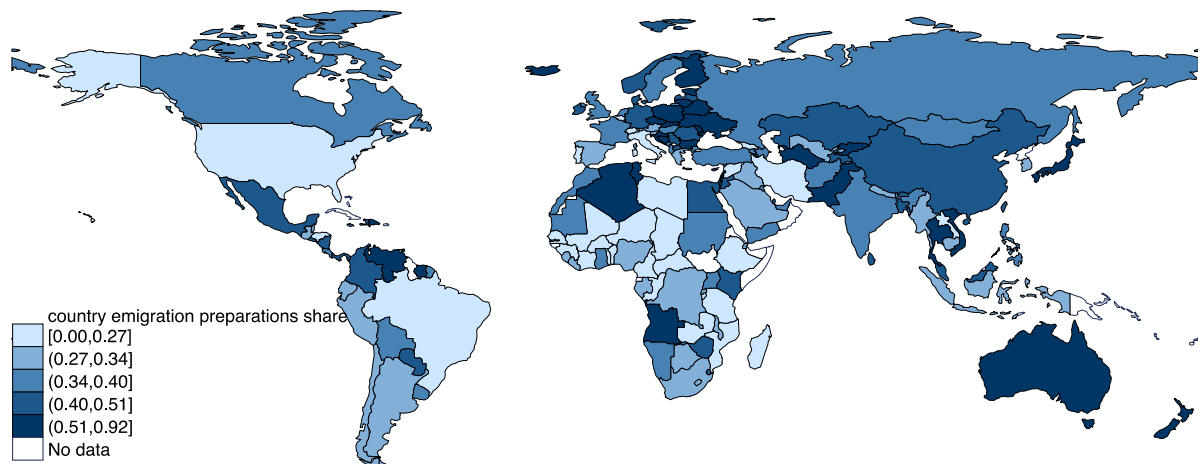 country emigration preparations share
[0.00,0.27]
(0.27,0.34]
(0.34,0.40]
(0.40,0.51]
(0.51,0.92]
No data